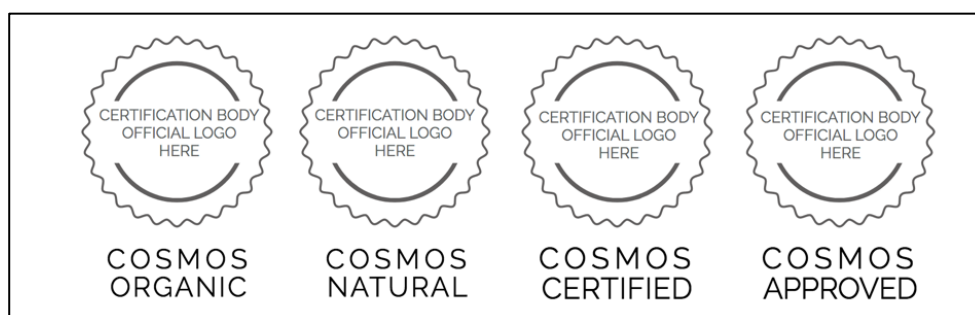 CERTIFICATION BODY
OFFICIAL LOGO
HERE
COSMOS
ORGANIC
CERTIFICATION BODY
OFFICIAL LOGO
HERE
COSMOS
NATURAL
CERTIFICATION BODY
OFFICIAL LOGO
HERE
COSMOS
CERTIFIED
CERTIFICATION BODY
OFFICIAL LOGO
HERE
COSMOS
APPROVED